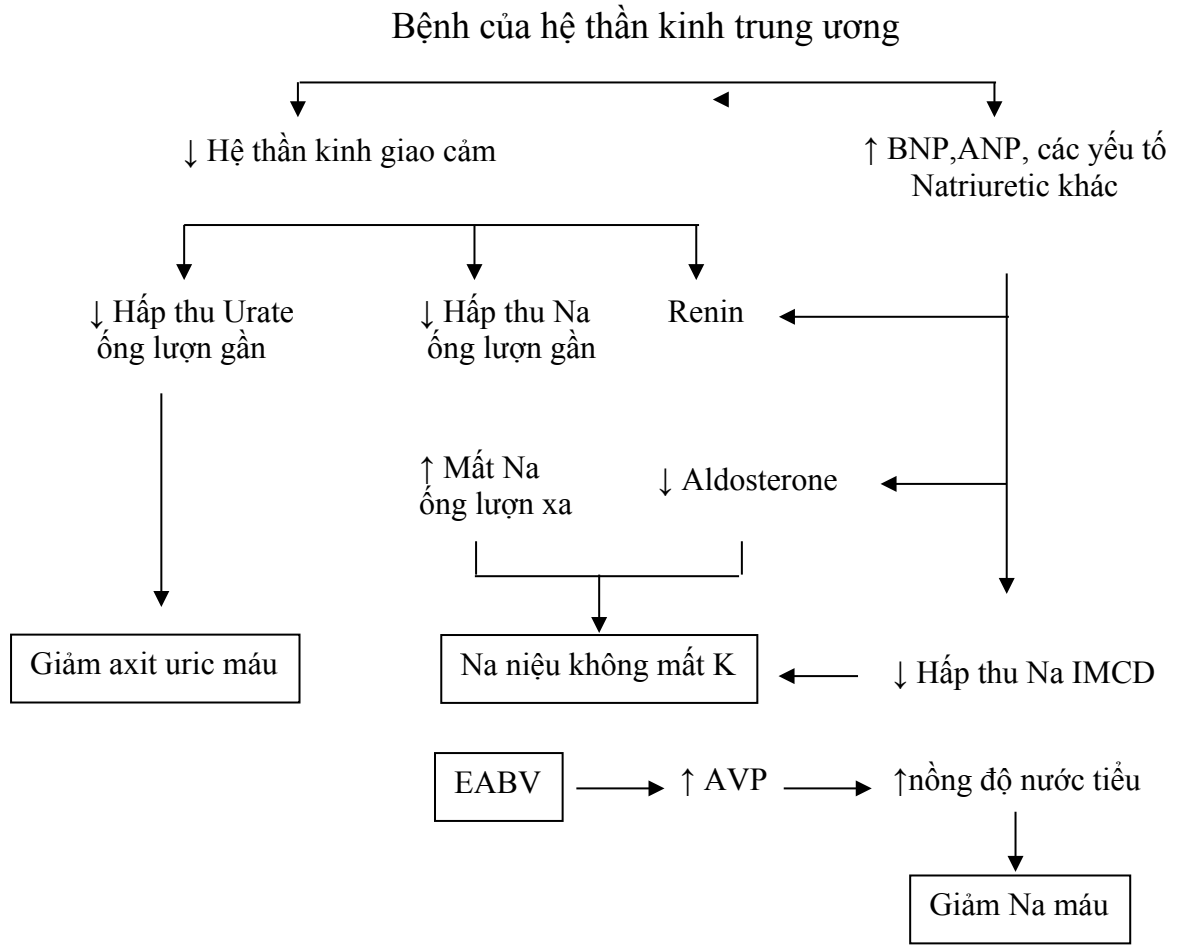 Bệnh của hệ thần kinh trung ương
↓ Hệ thần kinh giao cảm
↑ BNP,ANP, các yếu tố
Natriuretic khác
↓ Hấp thu Urate
ống lượn gần
↓ Hấp thu Na
ống lượn gần
Renin
↑ Mất Na
ống lượn xa
↓ Aldosterone
Giảm axit uric máu
Na niệu không mất K
↓ Hấp thu Na IMCD
EABV
↑ AVP
↑nồng độ nước tiểu
Giảm Na máu